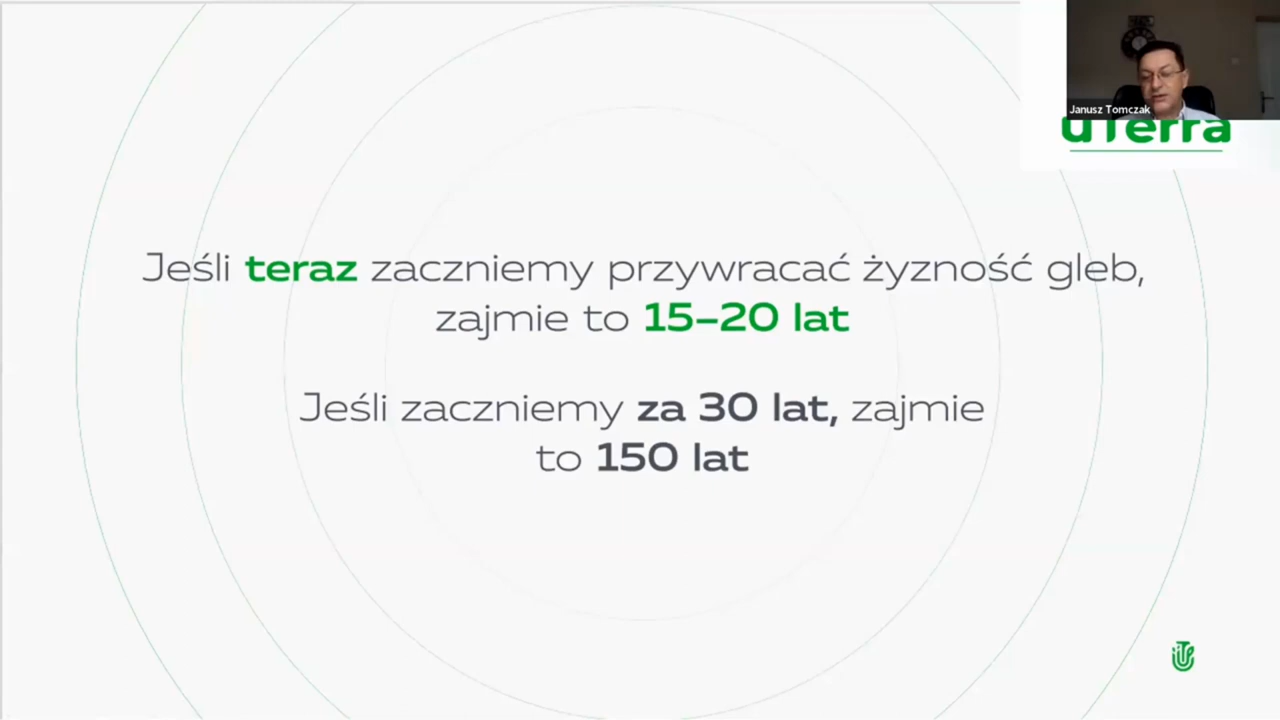 Janusz Tomczak
uTerra
Jeśli teraz zaczniemy przywracać żyzność gleb,
zajmie to 15–20 lat
Jeśli zaczniemy za 30 lat, zajmie
to 150 lat